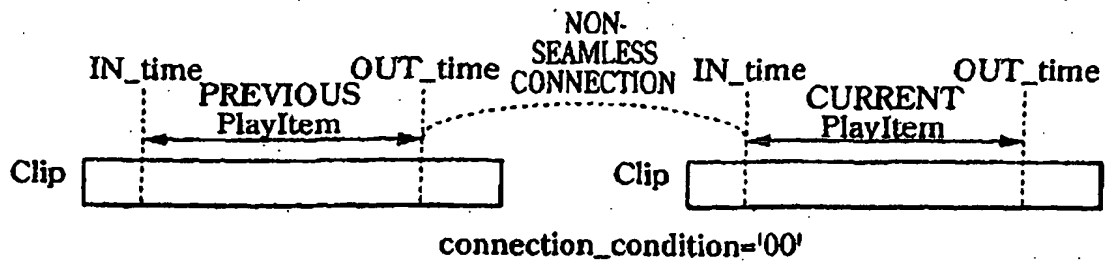 NON-
SEAMLESS
CONNECTION
IN_time OUT_time IN_time OUT_time
PREVIOUS
PlayItem
CURRENT
PlayItem
Clip Clip
connection_condition='00'